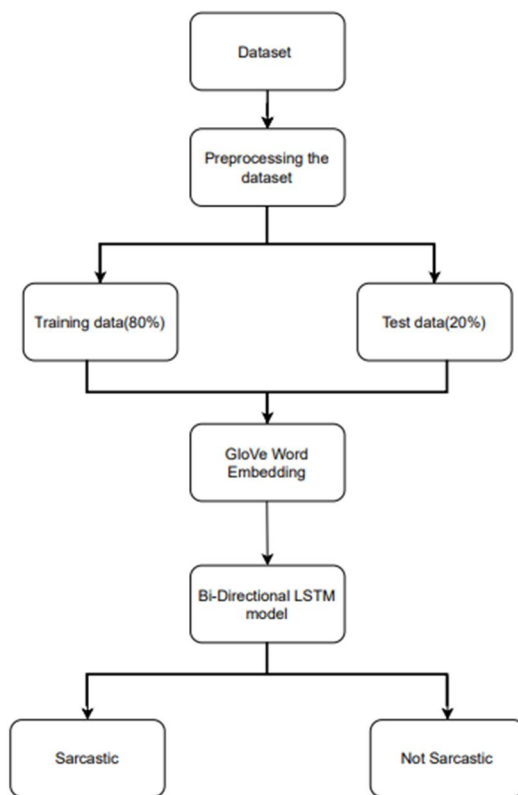 Dataset
Preprocessing the
dataset
Training data(80%)
Test data(20%)
GloVe Word
Embedding
Bi-Directional LSTM
model
Sarcastic
Not Sarcastic